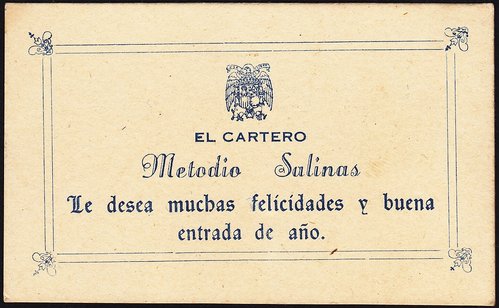 EL CARTERO
Metodio Salinas
Le desea muchas felicidades y buena
entrada de año.